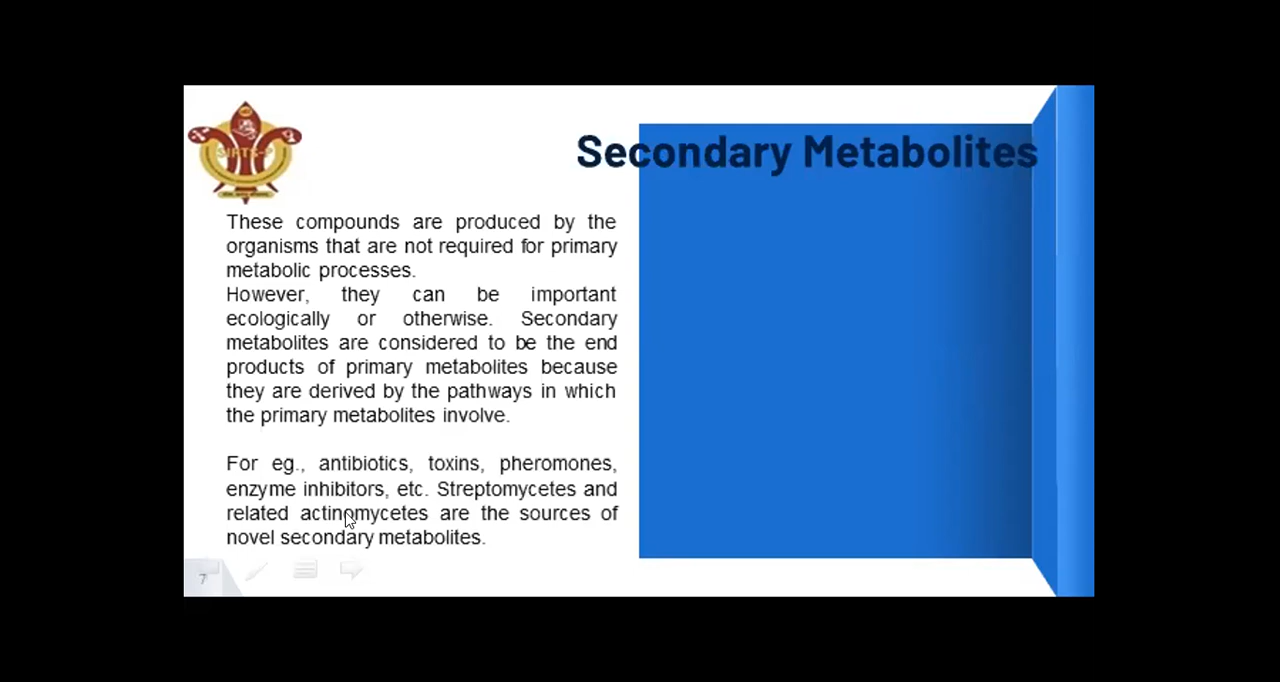 Secondary Metabolites
These compounds are produced by the
organisms that are not required for primary
metabolic processes.
However, they can be important
ecologically or otherwise. Secondary
metabolites are considered to be the end
products of primary metabolites because
they are derived by the pathways in which
the primary metabolites involve.
For eg., antibiotics, toxins, pheromones,
enzyme inhibitors, etc. Streptomycetes and
related actinomycetes are the sources of
novel secondary metabolites.
7